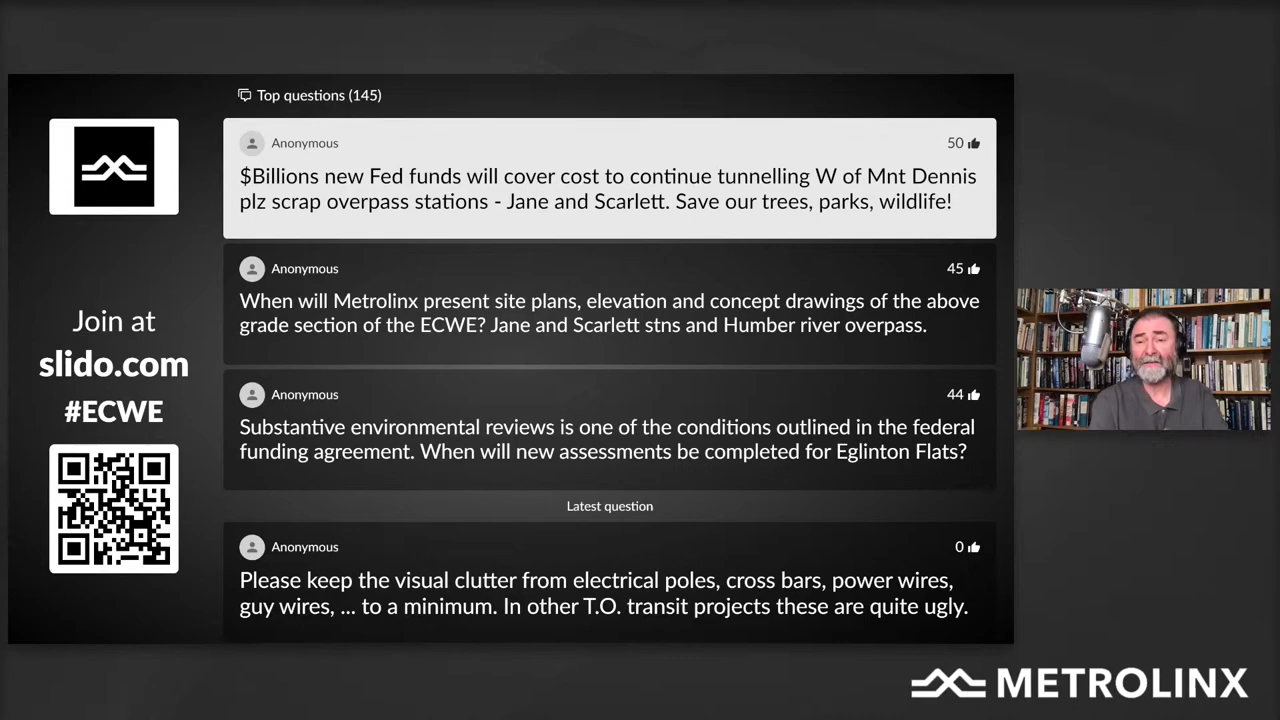 Top questions (145)
Anonymous
50
$Billions new Fed funds will cover cost to continue tunnelling W of Mnt Dennis
plz scrap overpass stations - Jane and Scarlett. Save our trees, parks, wildlife!
Anonymous
45
When will Metrolinx present site plans, elevation and concept drawings of the above
grade section of the ECWE? Jane and Scarlett stns and Humber river overpass.
Anonymous
44
Substantive environmental reviews is one of the conditions outlined in the federal
funding agreement. When will new assessments be completed for Eglinton Flats?
Latest question
Anonymous
0
Please keep the visual clutter from electrical poles, cross bars, power wires,
guy wires, ... to a minimum. In other T.O. transit projects these are quite ugly.
Join at
slido.com
#ECWE
METROLINX